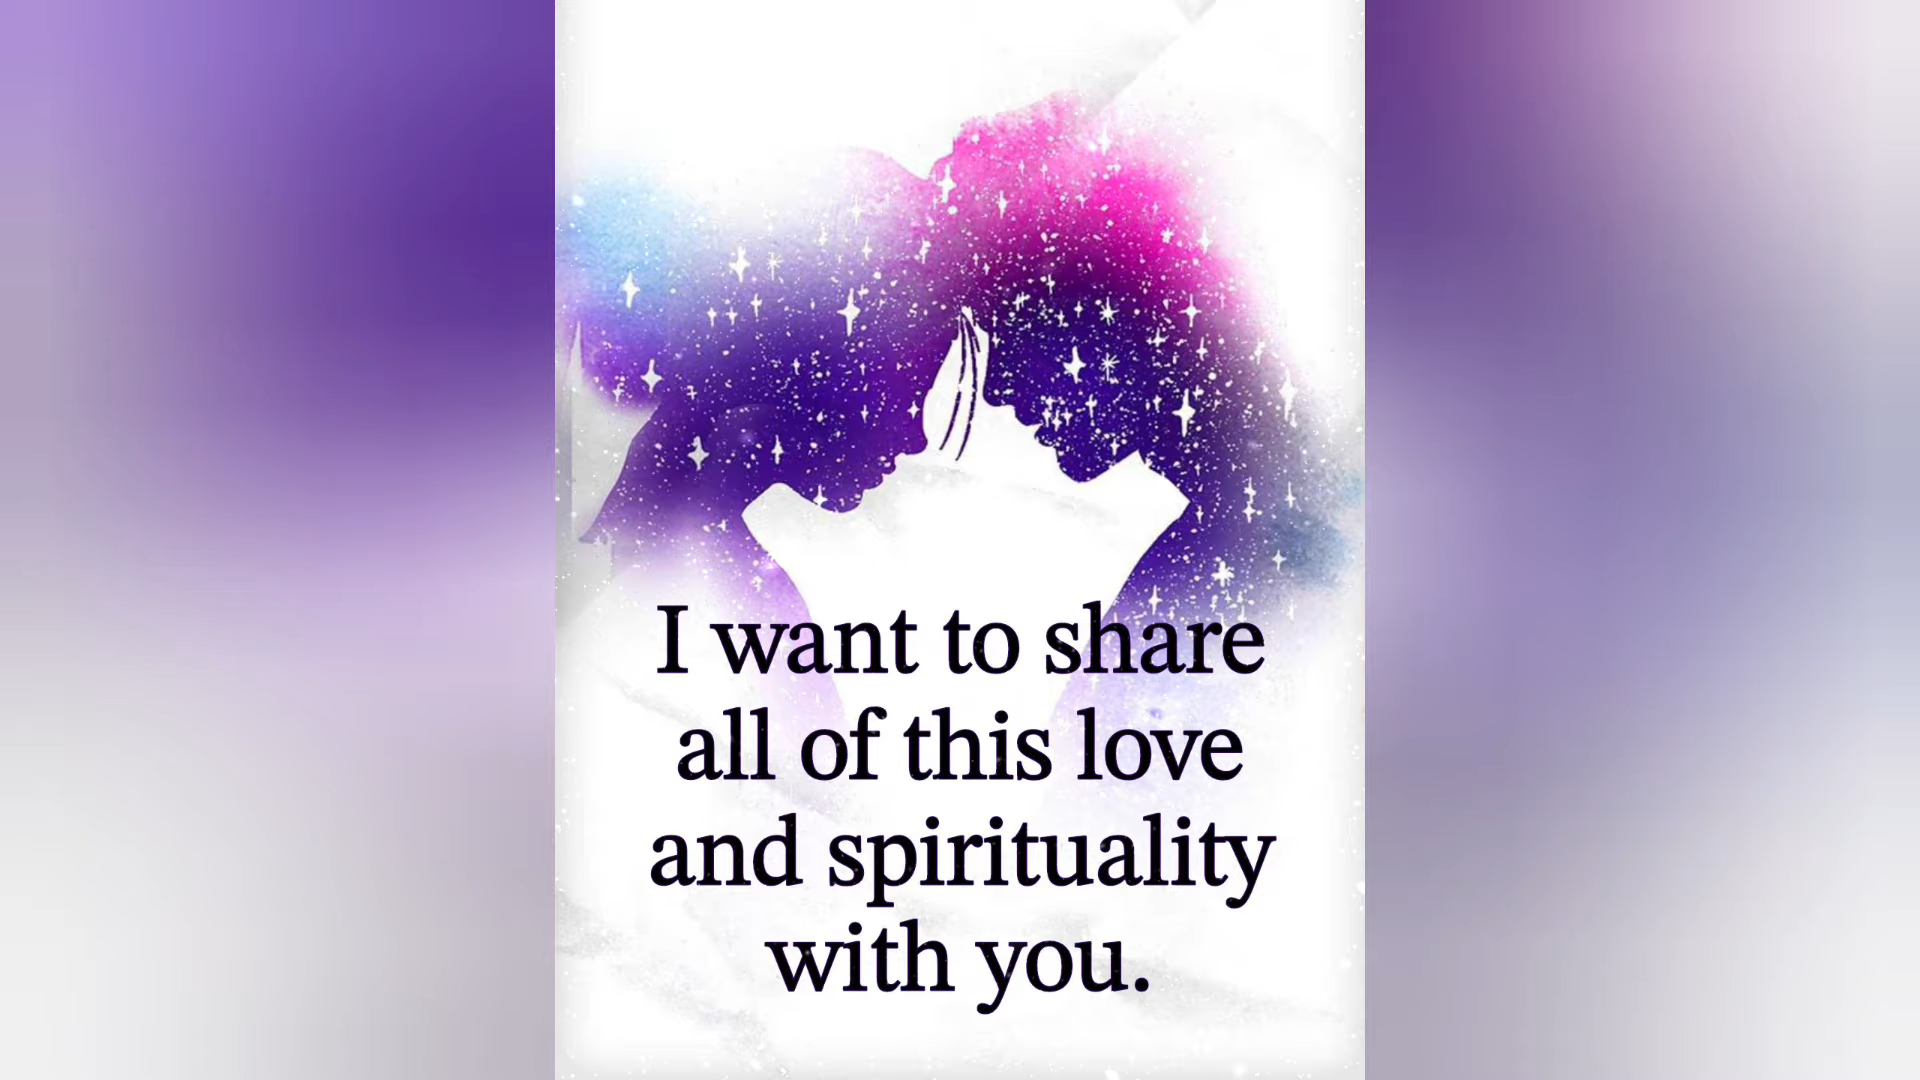 I want to share
all of this love
and spirituality
with you.